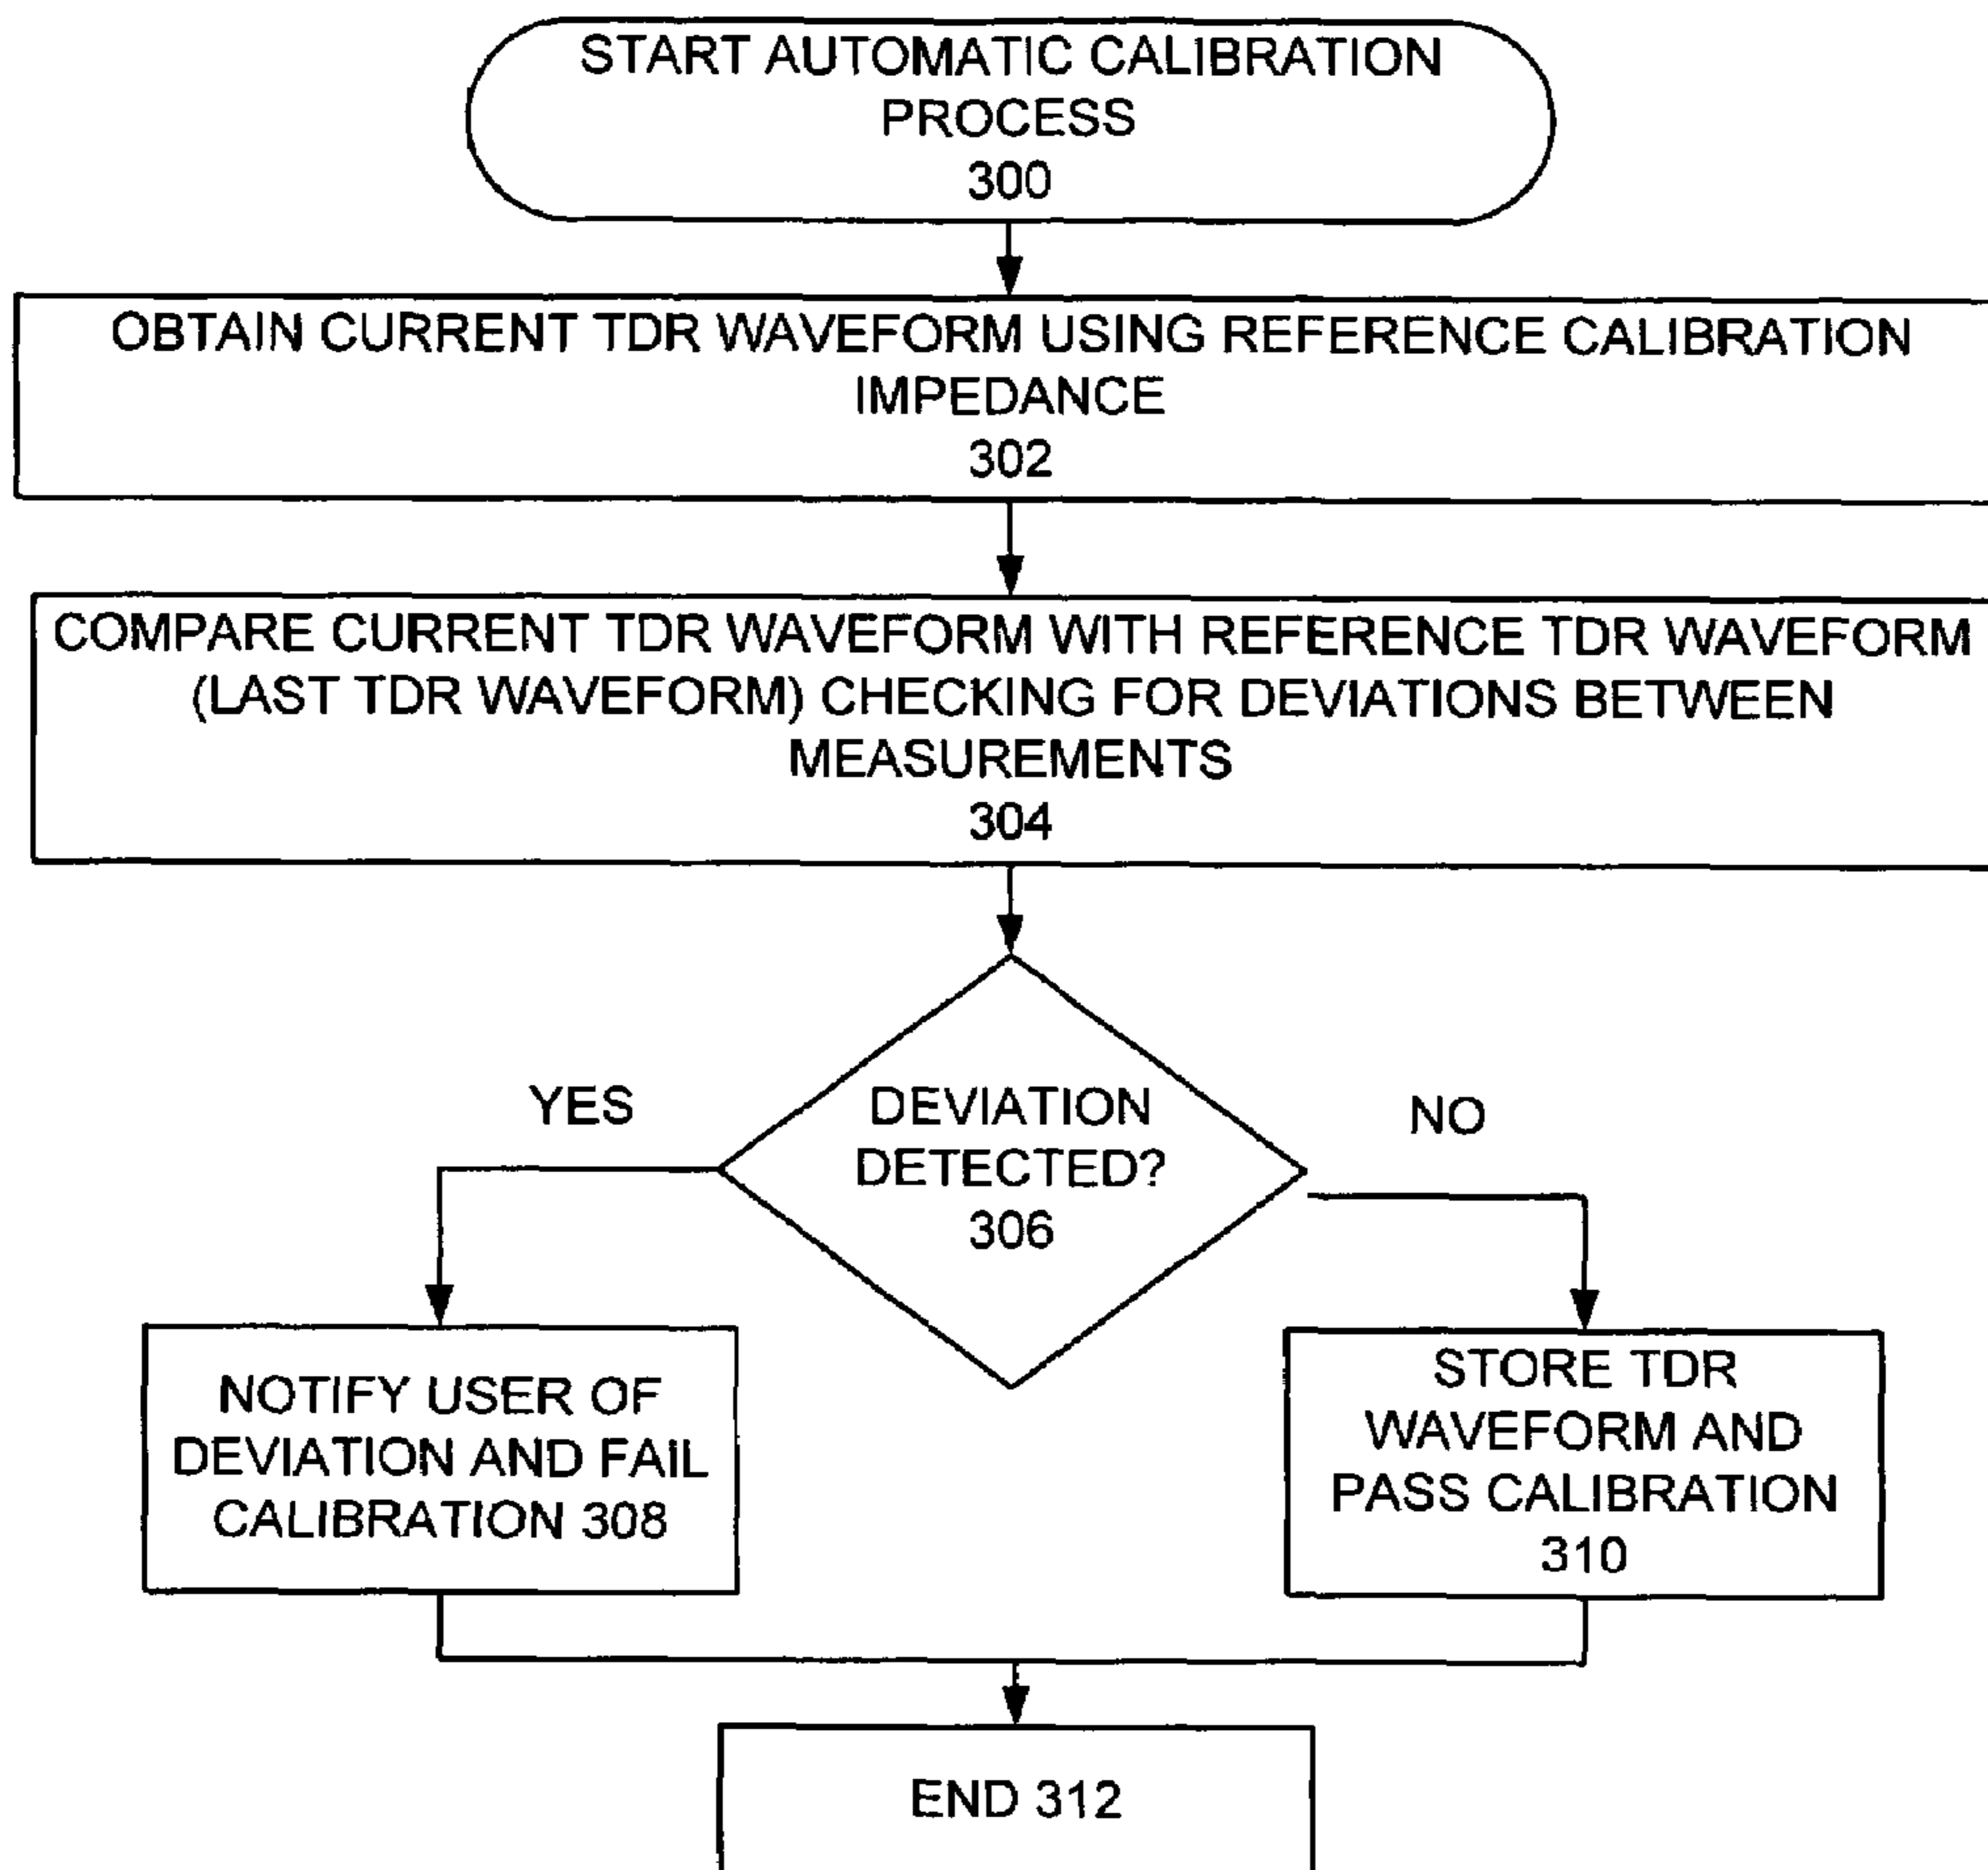 START AUTOMATIC CALIBRATION
PROCESS
300
OBTAIN CURRENT TDR WAVEFORM USING REFERENCE CALIBRATION
IMPEDANCE
302
COMPARE CURRENT TDR WAVEFORM WITH REFERENCE TDR WAVEFORM
(LAST TDR WAVEFORM) CHECKING FOR DEVIATIONS BETWEEN
MEASUREMENTS
304
DEVIATION
DETECTED?
306
YES
NO
NOTIFY USER OF
DEVIATION AND FAIL
CALIBRATION 308
STORE TDR
WAVEFORM AND
PASS CALIBRATION
310
END 312